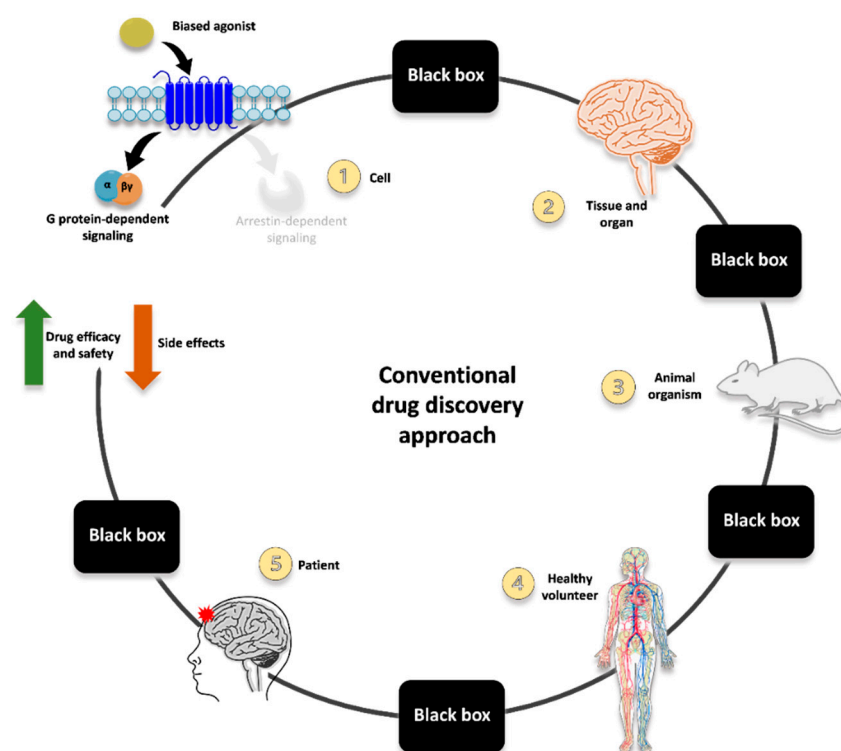 Biased agonist
α
βγ
G protein-dependent
signaling
Arrestin-dependent
signaling
1
Cell
Black box
2
Tissue and
organ
Black box
3
Animal
organism
Black box
4
Healthy
volunteer
Black box
5
Patient
Black box
Drug efficacy
and safety
Side effects
Conventional
drug discovery
approach